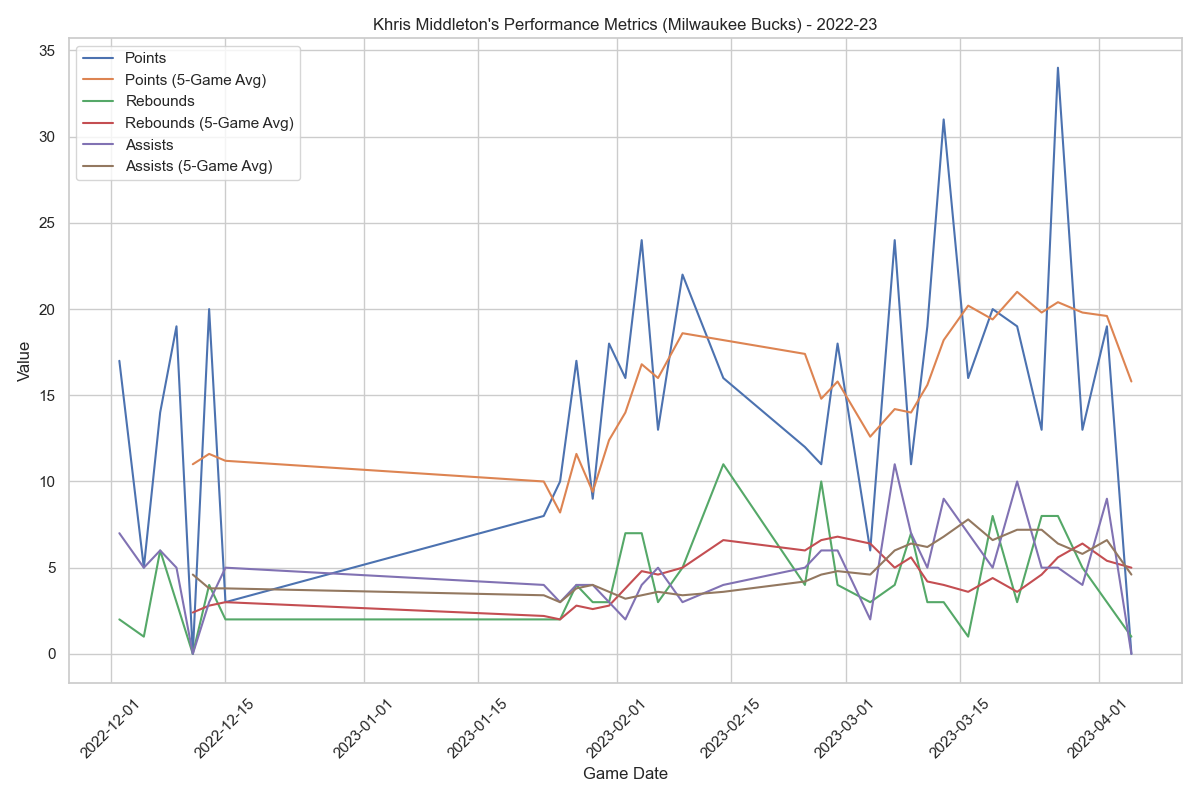 Khris Middleton's Performance Metrics (Milwaukee Bucks) - 2022-23
Points
Points (5-Game Avg)
Rebounds
Rebounds (5-Game Avg)
Assists
Assists (5-Game Avg)
Value
35
30
25
20
15
10
5
0
2022-12-01
2022-12-15
2023-01-01
2023-01-15
2023-02-01
2023-02-15
2023-03-01
2023-03-15
2023-04-01
Game Date